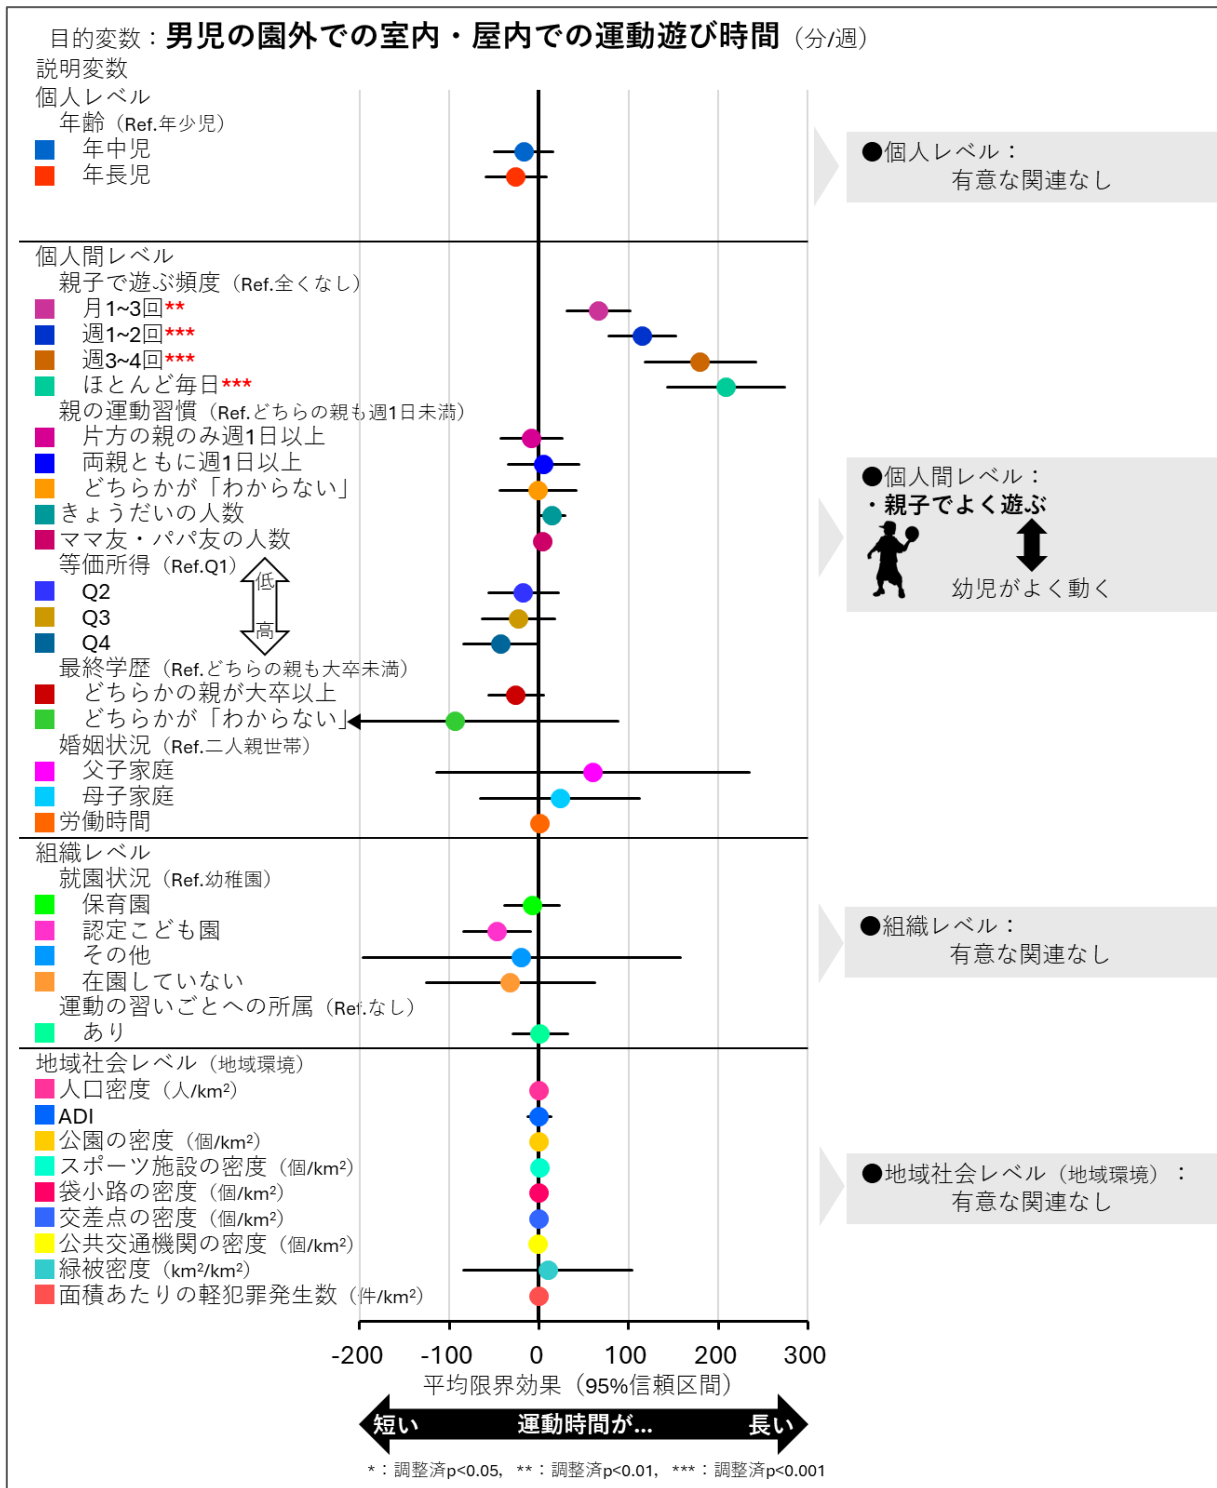 目的変数：男児の園外での室内・屋内での運動遊び時間（分/週）
説明変数
個人レベル
年齢（Ref.年少児）
年中児
年長児
●個人レベル：
有意な関連なし
個人間レベル
親子で遊ぶ頻度（Ref.全くなし）
月1~3回**
週1~2回***
週3~4回***
ほとんど毎日***
親の運動習慣（Ref.どちらの親も週1日未満）
片方の親のみ週1日以上
両親ともに週1日以上
どちらかが「わからない」
きょうだいの人数
ママ友・パパ友の人数
等価所得（Ref.Q1）
低
Q2
Q3
高
Q4
最終学歴（Ref.どちらの親も大卒未満）
どちらかの親が大卒以上
どちらかが「わからない」
婚姻状況（Ref.二人親世帯）
父子家庭
母子家庭
労働時間
●個人間レベル：
・親子でよく遊ぶ
幼児がよく動く
組織レベル
就園状況（Ref.幼稚園）
保育園
認定こども園
その他
在園していない
運動の習いごとへの所属（Ref.なし）
あり
●組織レベル：
有意な関連なし
地域社会レベル（地域環境）
人口密度（人/km²）
ADI
公園の密度（個/km²）
スポーツ施設の密度（個/km²）
袋小路の密度（個/km²）
交差点の密度（個/km²）
公共交通機関の密度（個/km²）
緑被密度（km²/km²）
面積あたりの軽犯罪発生数（件/km²）
●地域社会レベル（地域環境）：
有意な関連なし
-200 -100 0 100 200 300
平均限界効果（95%信頼区間）
短い 運動時間が... 長い
*：調整済p<0.05, **：調整済p<0.01, ***：調整済p<0.001